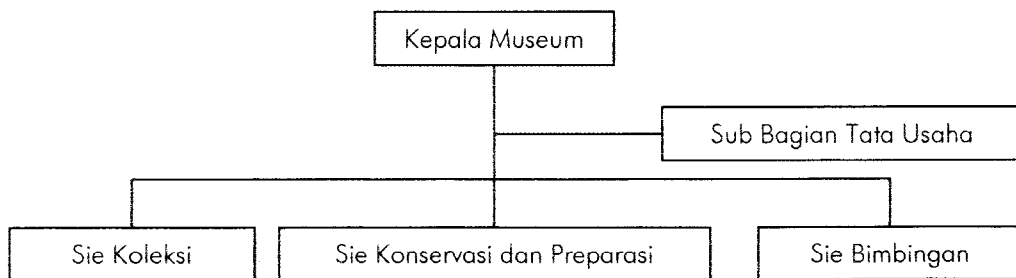 Kepala Museum
Sub Bagian Tata Usaha
Sie Koleksi
Sie Konservasi dan Preparasi
Sie Bimbingan